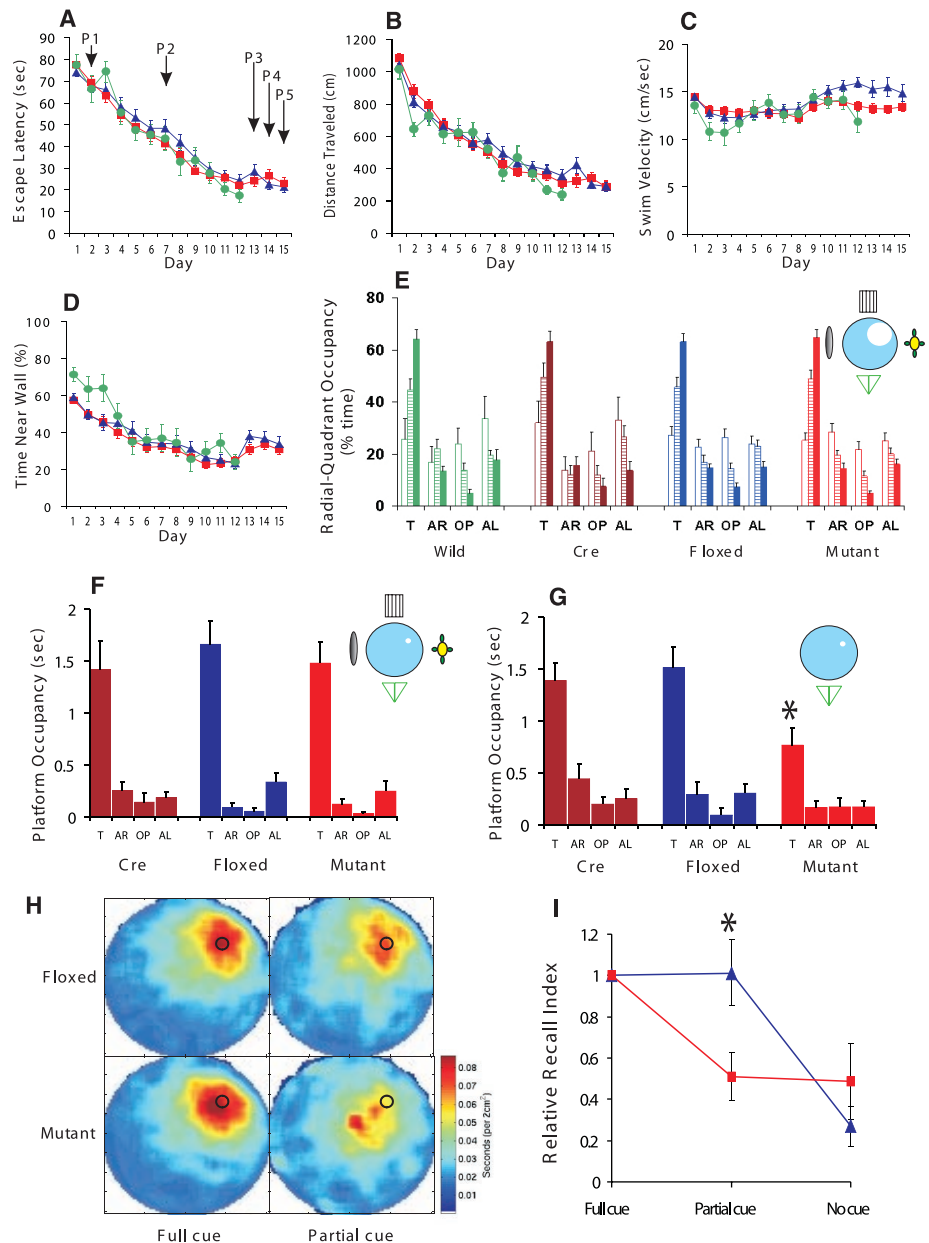 A
Escape Latency (sec)
90
80
70
60
50
40
30
20
10
0
P1
P2
P3
P4
P5
1 2 3 4 5 6 7 8 9 10 11 12 13 14 15
Day
B
Distance Traveled (cm)
1200
1000
800
600
400
200
0
1 2 3 4 5 6 7 8 9 10 11 12 13 14 15
Day
C
Swim Velocity (cm/sec)
20
15
10
5
0
1 2 3 4 5 6 7 8 9 10 11 12 13 14 15
Day
D
Time Near Wall (%)
100
80
60
40
20
0
1 2 3 4 5 6 7 8 9 10 11 12 13 14 15
Day
E
Radial-Quadrant Occupancy
(% time)
80
60
40
20
0
T AR OP AL T AR OP AL T AR OP AL T AR OP AL
Wild Cre Floxed Mutant
F
Platform Occupancy (sec)
2
1.5
1
0.5
0
T AR OP AL T AR OP AL T AR OP AL
Cre Floxed Mutant
G
Platform Occupancy (sec)
2
1.5
1
0.5
0
*
T AR OP AL T AR OP AL T AR OP AL
Cre Floxed Mutant
H
Floxed
Mutant
Full cue Partial cue
0.08
0.07
0.06
0.05
0.04
0.03
0.02
0.01
Seconds (per 2cm²)
I
Relative Recall Index
1.2
1
0.8
0.6
0.4
0.2
0
*
Full cue Partial cue No cue